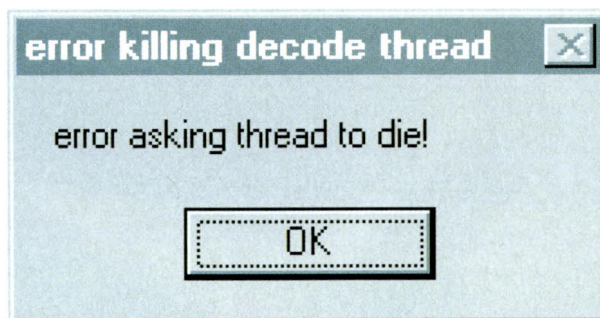 error killing decode thread
error asking thread to die!
OK